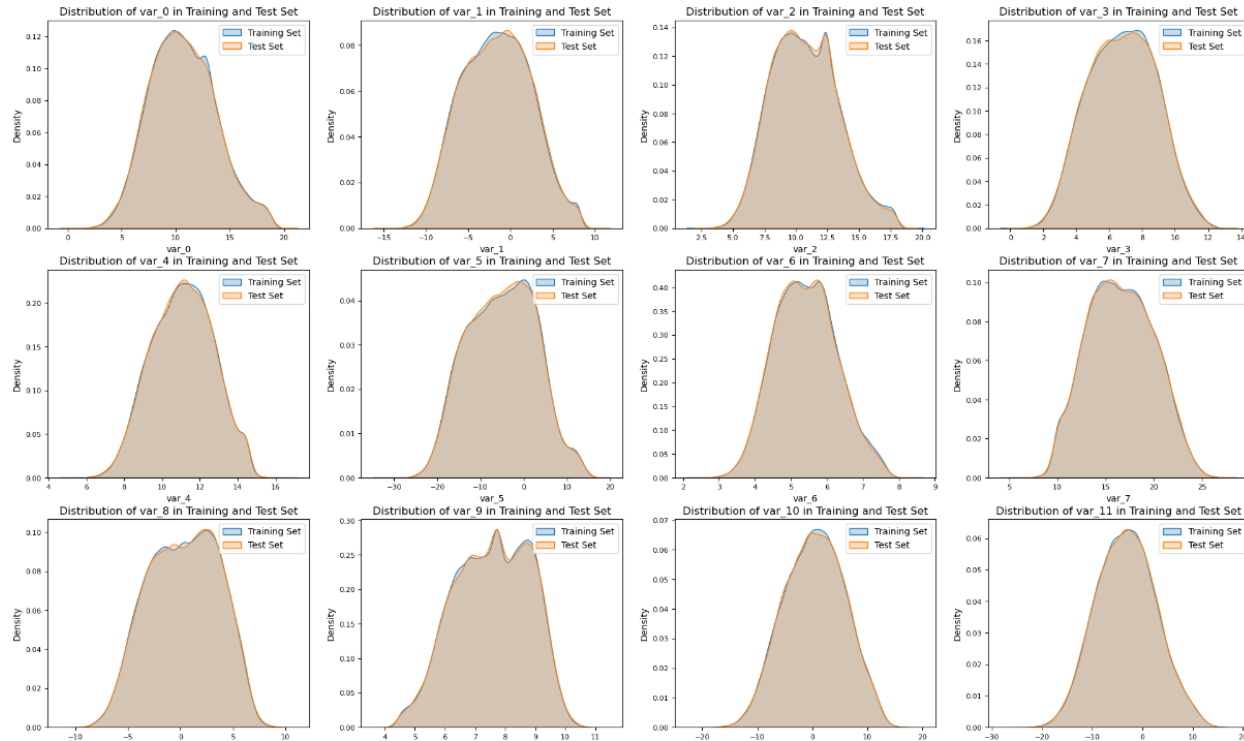 Distribution of var_0 in Training and Test Set
Training Set
Test Set
Density
0.12
0.10
0.08
0.06
0.04
0.02
0.00
0
5
10
15
20
var_0
Distribution of var_1 in Training and Test Set
Training Set
Test Set
Density
0.08
0.06
0.04
0.02
0.00
−15
−10
−5
0
5
10
var_1
Distribution of var_2 in Training and Test Set
Training Set
Test Set
Density
0.14
0.12
0.10
0.08
0.06
0.04
0.02
0.00
2.5
5.0
7.5
10.0
12.5
15.0
17.5
20.0
var_2
Distribution of var_3 in Training and Test Set
Training Set
Test Set
Density
0.16
0.14
0.12
0.10
0.08
0.06
0.04
0.02
0.00
0
2
4
6
8
10
12
14
var_3
Distribution of var_4 in Training and Test Set
Training Set
Test Set
Density
0.20
0.15
0.10
0.05
0.00
4
6
8
10
12
14
16
var_4
Distribution of var_5 in Training and Test Set
Training Set
Test Set
Density
0.04
0.03
0.02
0.01
0.00
−30
−20
−10
0
10
20
var_5
Distribution of var_6 in Training and Test Set
Training Set
Test Set
Density
0.40
0.35
0.30
0.25
0.20
0.15
0.10
0.05
0.00
2
3
4
5
6
7
8
9
var_6
Distribution of var_7 in Training and Test Set
Training Set
Test Set
Density
0.10
0.08
0.06
0.04
0.02
0.00
5
10
15
20
25
var_7
Distribution of var_8 in Training and Test Set
Training Set
Test Set
Density
0.10
0.08
0.06
0.04
0.02
0.00
−10
−5
0
5
10
Distribution of var_9 in Training and Test Set
Training Set
Test Set
Density
0.30
0.25
0.20
0.15
0.10
0.05
0.00
4
5
6
7
8
9
10
11
Distribution of var_10 in Training and Test Set
Training Set
Test Set
Density
0.07
0.06
0.05
0.04
0.03
0.02
0.01
0.00
−20
−10
0
10
20
Distribution of var_11 in Training and Test Set
Training Set
Test Set
Density
0.06
0.05
0.04
0.03
0.02
0.01
0.00
−30
−20
−10
0
10
20